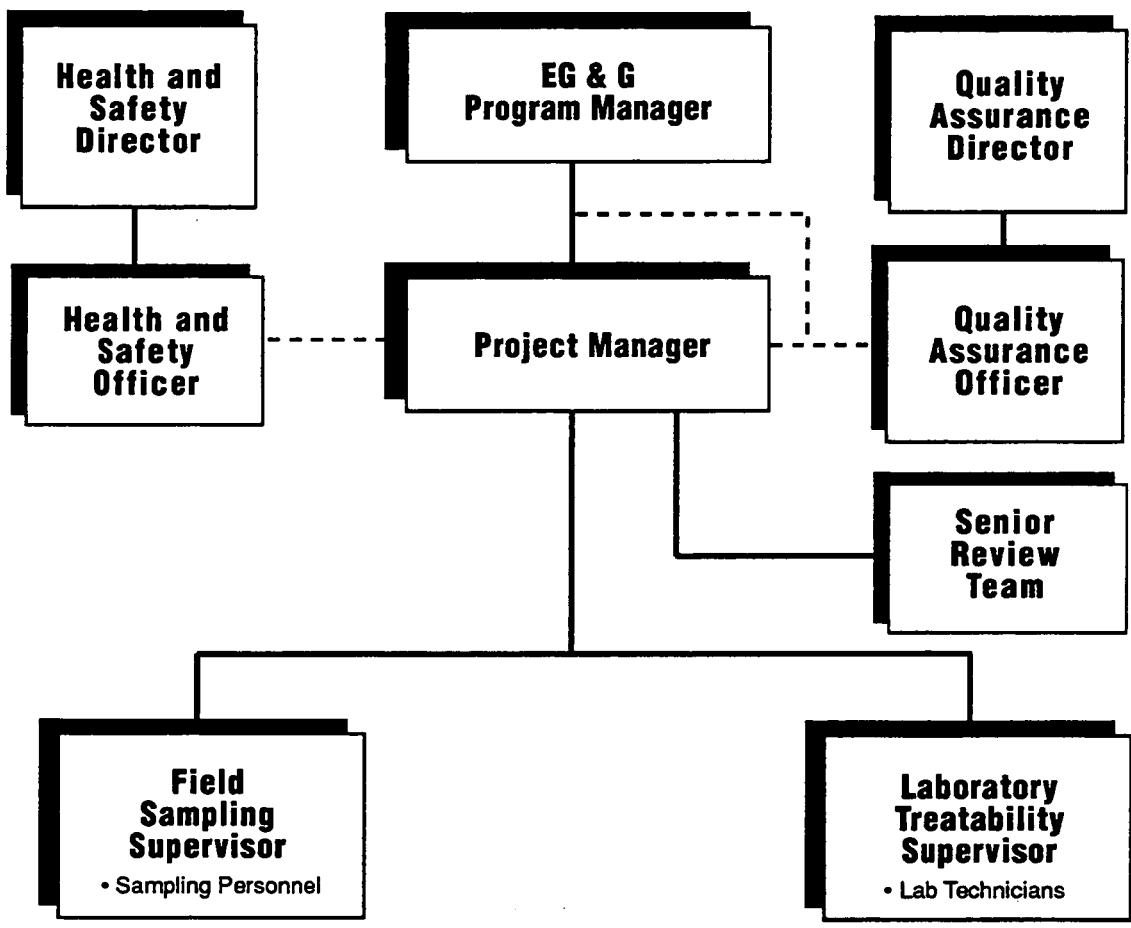 Health and
Safety
Director
EG & G
Program Manager
Quality
Assurance
Director
Health and
Safety
Officer
Project Manager
Quality
Assurance
Officer
Senior
Review
Team
Field
Sampling
Supervisor
• Sampling Personnel
Laboratory
Treatability
Supervisor
• Lab Technicians